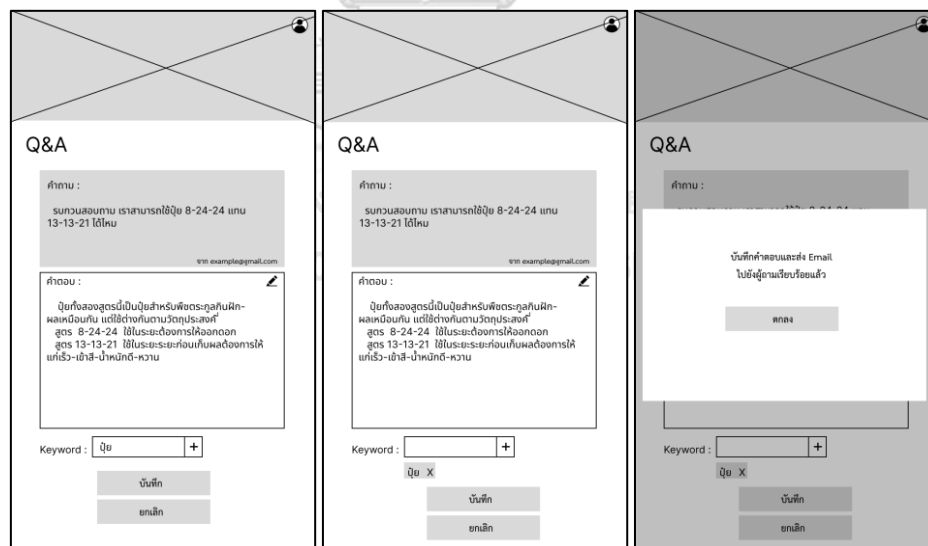 Q&A
คำถาม :
รบกวนสอบถาม เราสามารถใช้ปุ๋ย 8-24-24 แทน
13-13-21 ได้ไหม
จาก example@gmail.com
คำตอบ :
ปุ๋ยทั้งสองสูตรนี้เป็นปุ๋ยสำหรับพืชตระกูลกินฝัก-
ผลเหมือนกัน แต่ใช้ต่างกันตามวัตถุประสงค์
สูตร 8-24-24 ใช้ในระยะต้องการให้ออกดอก
สูตร 13-13-21 ใช้ในระยะระยะก่อนเก็บผลต้องการให้
แก่เร็ว-เข้าสี-น้ำหนักดี-หวาน
Keyword : ปุ๋ย +
บันทึก
ยกเลิก
Q&A
คำถาม :
รบกวนสอบถาม เราสามารถใช้ปุ๋ย 8-24-24 แทน
13-13-21 ได้ไหม
จาก example@gmail.com
คำตอบ :
ปุ๋ยทั้งสองสูตรนี้เป็นปุ๋ยสำหรับพืชตระกูลกินฝัก-
ผลเหมือนกัน แต่ใช้ต่างกันตามวัตถุประสงค์
สูตร 8-24-24 ใช้ในระยะต้องการให้ออกดอก
สูตร 13-13-21 ใช้ในระยะระยะก่อนเก็บผลต้องการให้
แก่เร็ว-เข้าสี-น้ำหนักดี-หวาน
Keyword : +
ปุ๋ย X
บันทึก
ยกเลิก
Q&A
คำถาม :
บันทึกคำตอบและส่ง Email
ไปยังผู้ถามเรียบร้อยแล้ว
ตกลง
Keyword : +
ปุ๋ย X
บันทึก
ยกเลิก